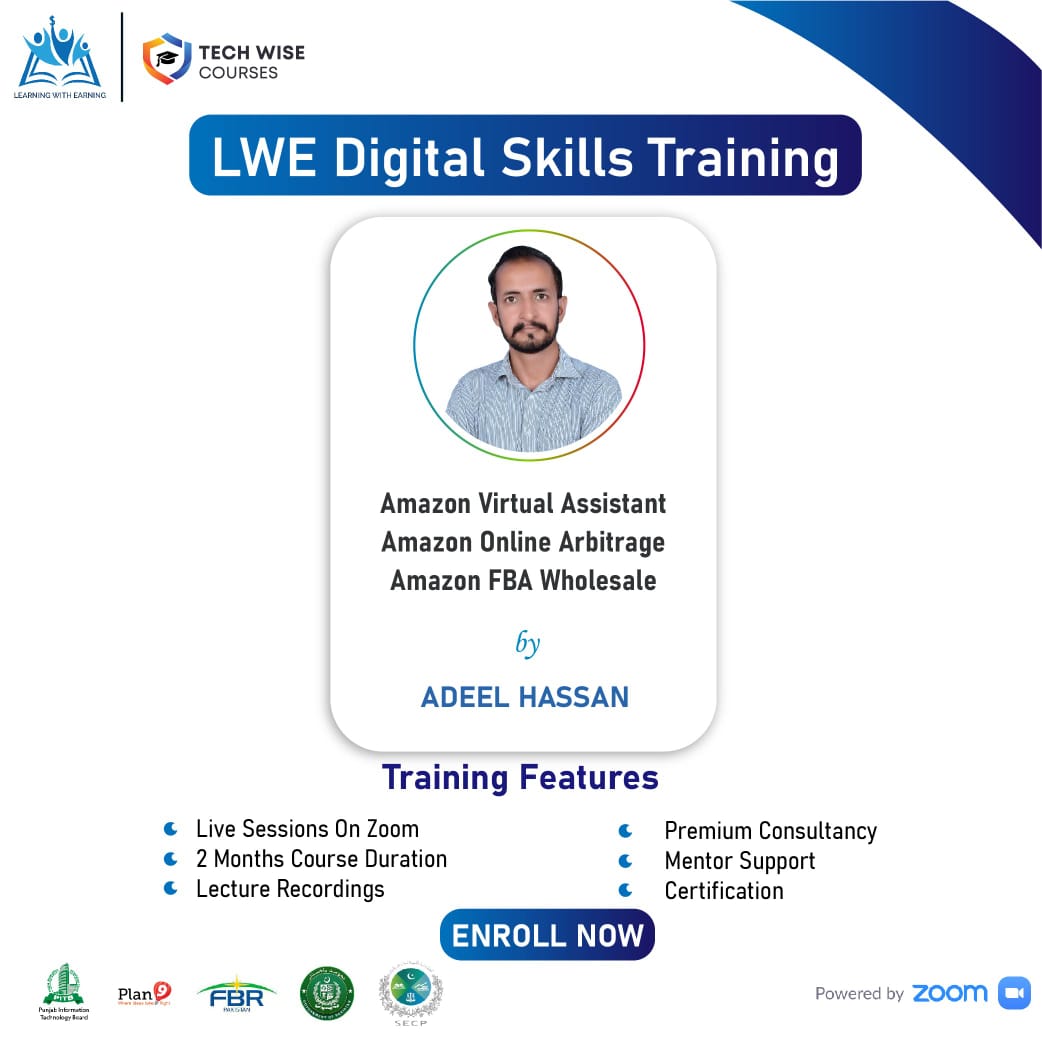 LEARNING WITH EARNING
TECH WISE
COURSES
LWE Digital Skills Training
Amazon Virtual Assistant
Amazon Online Arbitrage
Amazon FBA Wholesale
by
ADEEL HASSAN
Training Features
Live Sessions On Zoom
2 Months Course Duration
Lecture Recordings
Premium Consultancy
Mentor Support
Certification
ENROLL NOW
PITB
Punjab Information
Technology Board
Plan9
FBR
PAKISTAN
SECP
Powered by zoom